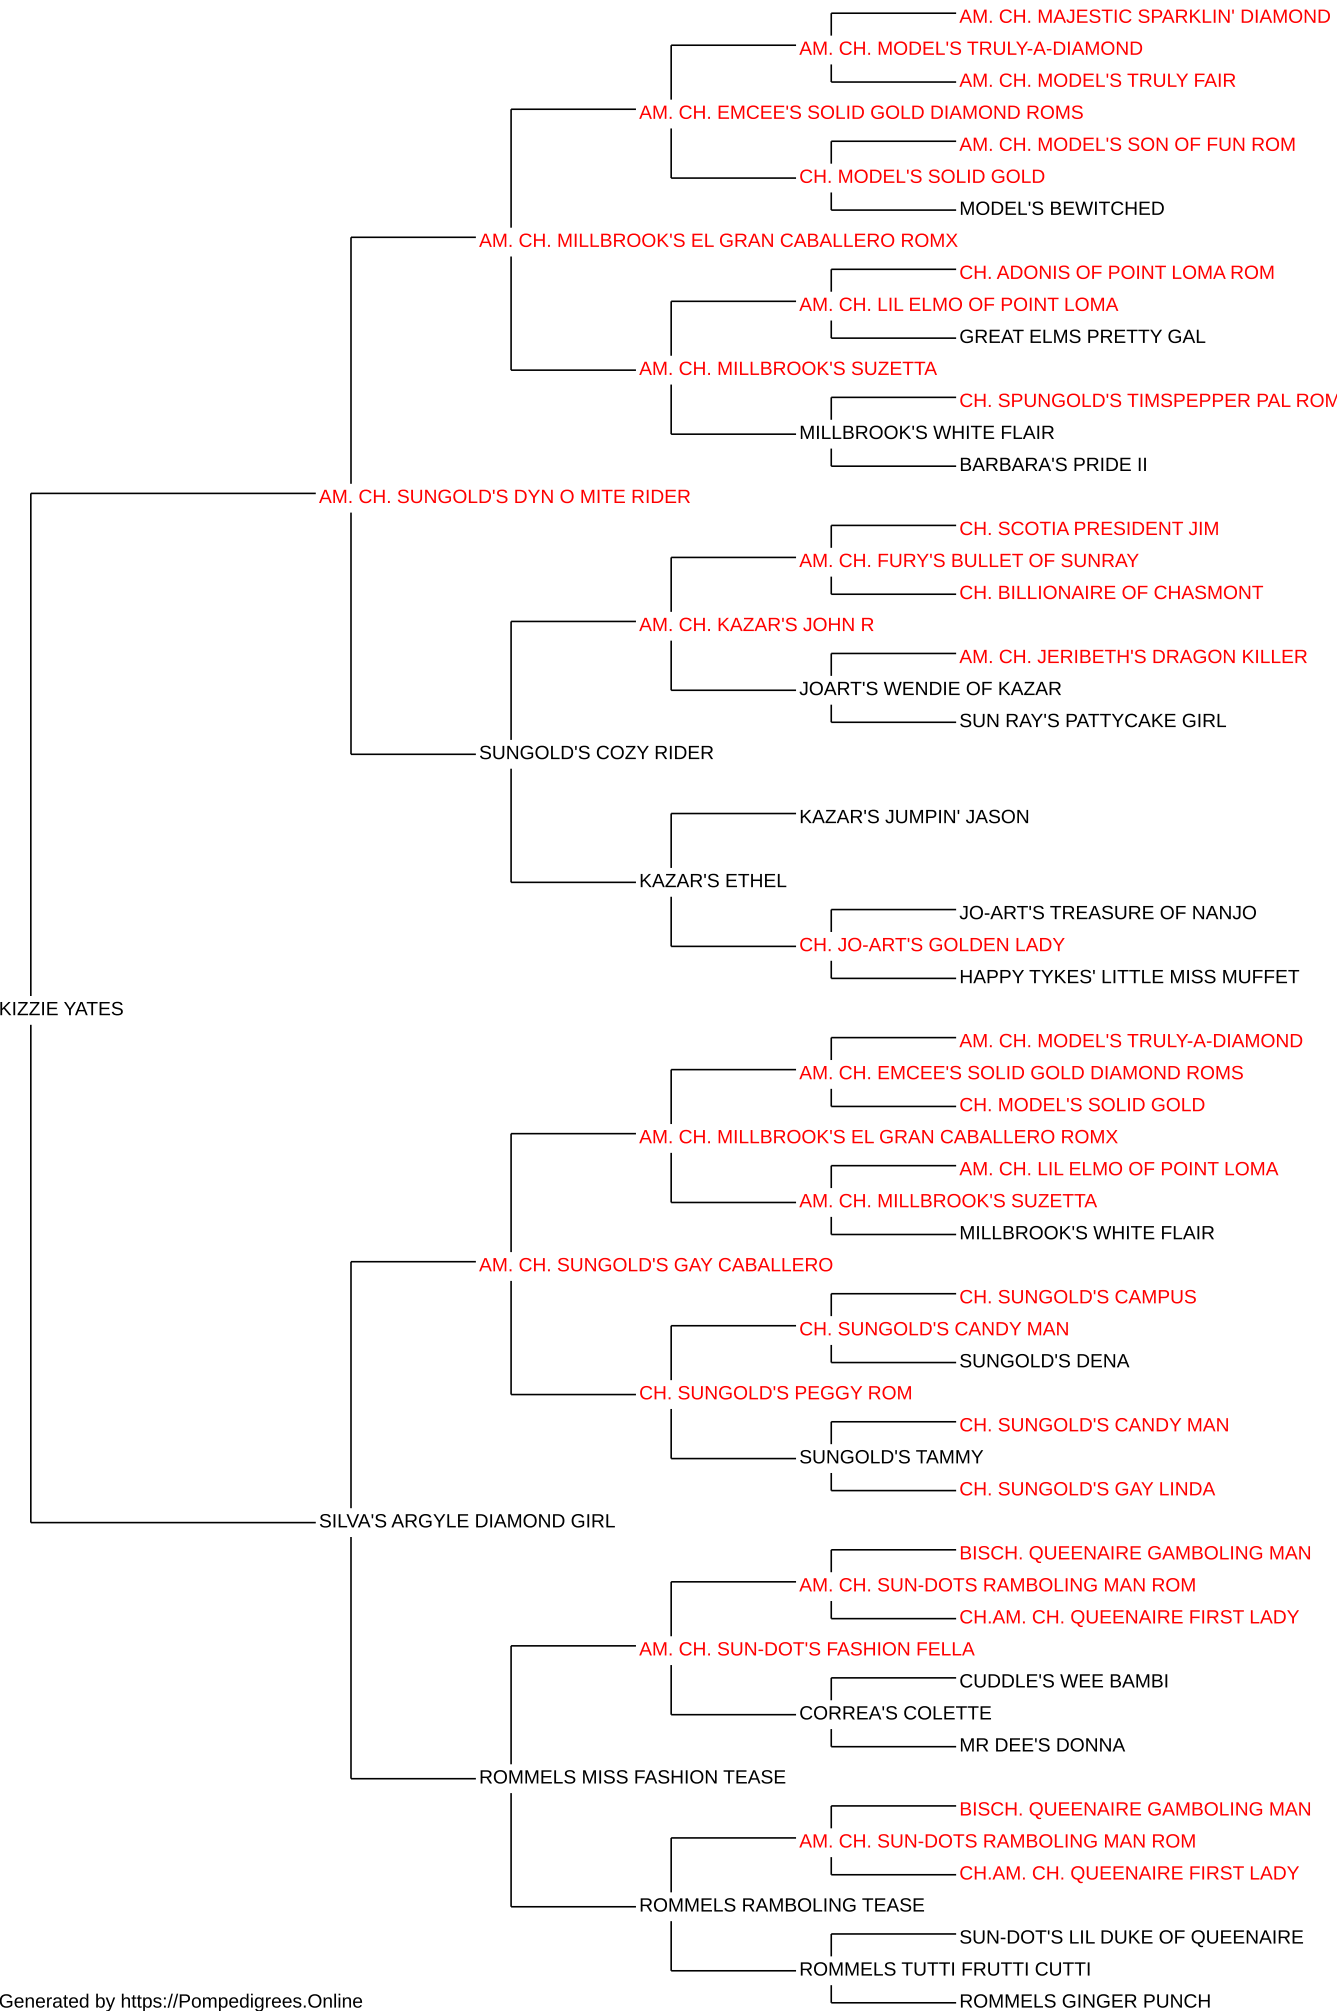 AM. CH. MAJESTIC SPARKLIN' DIAMOND
AM. CH. MODEL'S TRULY-A-DIAMOND
AM. CH. MODEL'S TRULY FAIR
AM. CH. EMCEE'S SOLID GOLD DIAMOND ROMS
AM. CH. MODEL'S SON OF FUN ROM
CH. MODEL'S SOLID GOLD
MODEL'S BEWITCHED
AM. CH. MILLBROOK'S EL GRAN CABALLERO ROMX
CH. ADONIS OF POINT LOMA ROM
AM. CH. LIL ELMO OF POINT LOMA
GREAT ELMS PRETTY GAL
AM. CH. MILLBROOK'S SUZETTA
CH. SPUNGOLD'S TIMSPEPPER PAL ROM
MILLBROOK'S WHITE FLAIR
BARBARA'S PRIDE II
AM. CH. SUNGOLD'S DYN O MITE RIDER
CH. SCOTIA PRESIDENT JIM
AM. CH. FURY'S BULLET OF SUNRAY
CH. BILLIONAIRE OF CHASMONT
AM. CH. KAZAR'S JOHN R
AM. CH. JERIBETH'S DRAGON KILLER
JOART'S WENDIE OF KAZAR
SUN RAY'S PATTYCAKE GIRL
SUNGOLD'S COZY RIDER
KAZAR'S JUMPIN' JASON
KAZAR'S ETHEL
JO-ART'S TREASURE OF NANJO
CH. JO-ART'S GOLDEN LADY
HAPPY TYKES' LITTLE MISS MUFFET
KIZZIE YATES
AM. CH. MODEL'S TRULY-A-DIAMOND
AM. CH. EMCEE'S SOLID GOLD DIAMOND ROMS
CH. MODEL'S SOLID GOLD
AM. CH. MILLBROOK'S EL GRAN CABALLERO ROMX
AM. CH. LIL ELMO OF POINT LOMA
AM. CH. MILLBROOK'S SUZETTA
MILLBROOK'S WHITE FLAIR
AM. CH. SUNGOLD'S GAY CABALLERO
CH. SUNGOLD'S CAMPUS
CH. SUNGOLD'S CANDY MAN
SUNGOLD'S DENA
CH. SUNGOLD'S PEGGY ROM
CH. SUNGOLD'S CANDY MAN
SUNGOLD'S TAMMY
CH. SUNGOLD'S GAY LINDA
SILVA'S ARGYLE DIAMOND GIRL
BISCH. QUEENAIRE GAMBOLING MAN
AM. CH. SUN-DOTS RAMBOLING MAN ROM
CH.AM. CH. QUEENAIRE FIRST LADY
AM. CH. SUN-DOT'S FASHION FELLA
CUDDLE'S WEE BAMBI
CORREA'S COLETTE
MR DEE'S DONNA
ROMMELS MISS FASHION TEASE
BISCH. QUEENAIRE GAMBOLING MAN
AM. CH. SUN-DOTS RAMBOLING MAN ROM
CH.AM. CH. QUEENAIRE FIRST LADY
ROMMELS RAMBOLING TEASE
SUN-DOT'S LIL DUKE OF QUEENAIRE
ROMMELS TUTTI FRUTTI CUTTI
ROMMELS GINGER PUNCH
Generated by https://Pompedigrees.Online